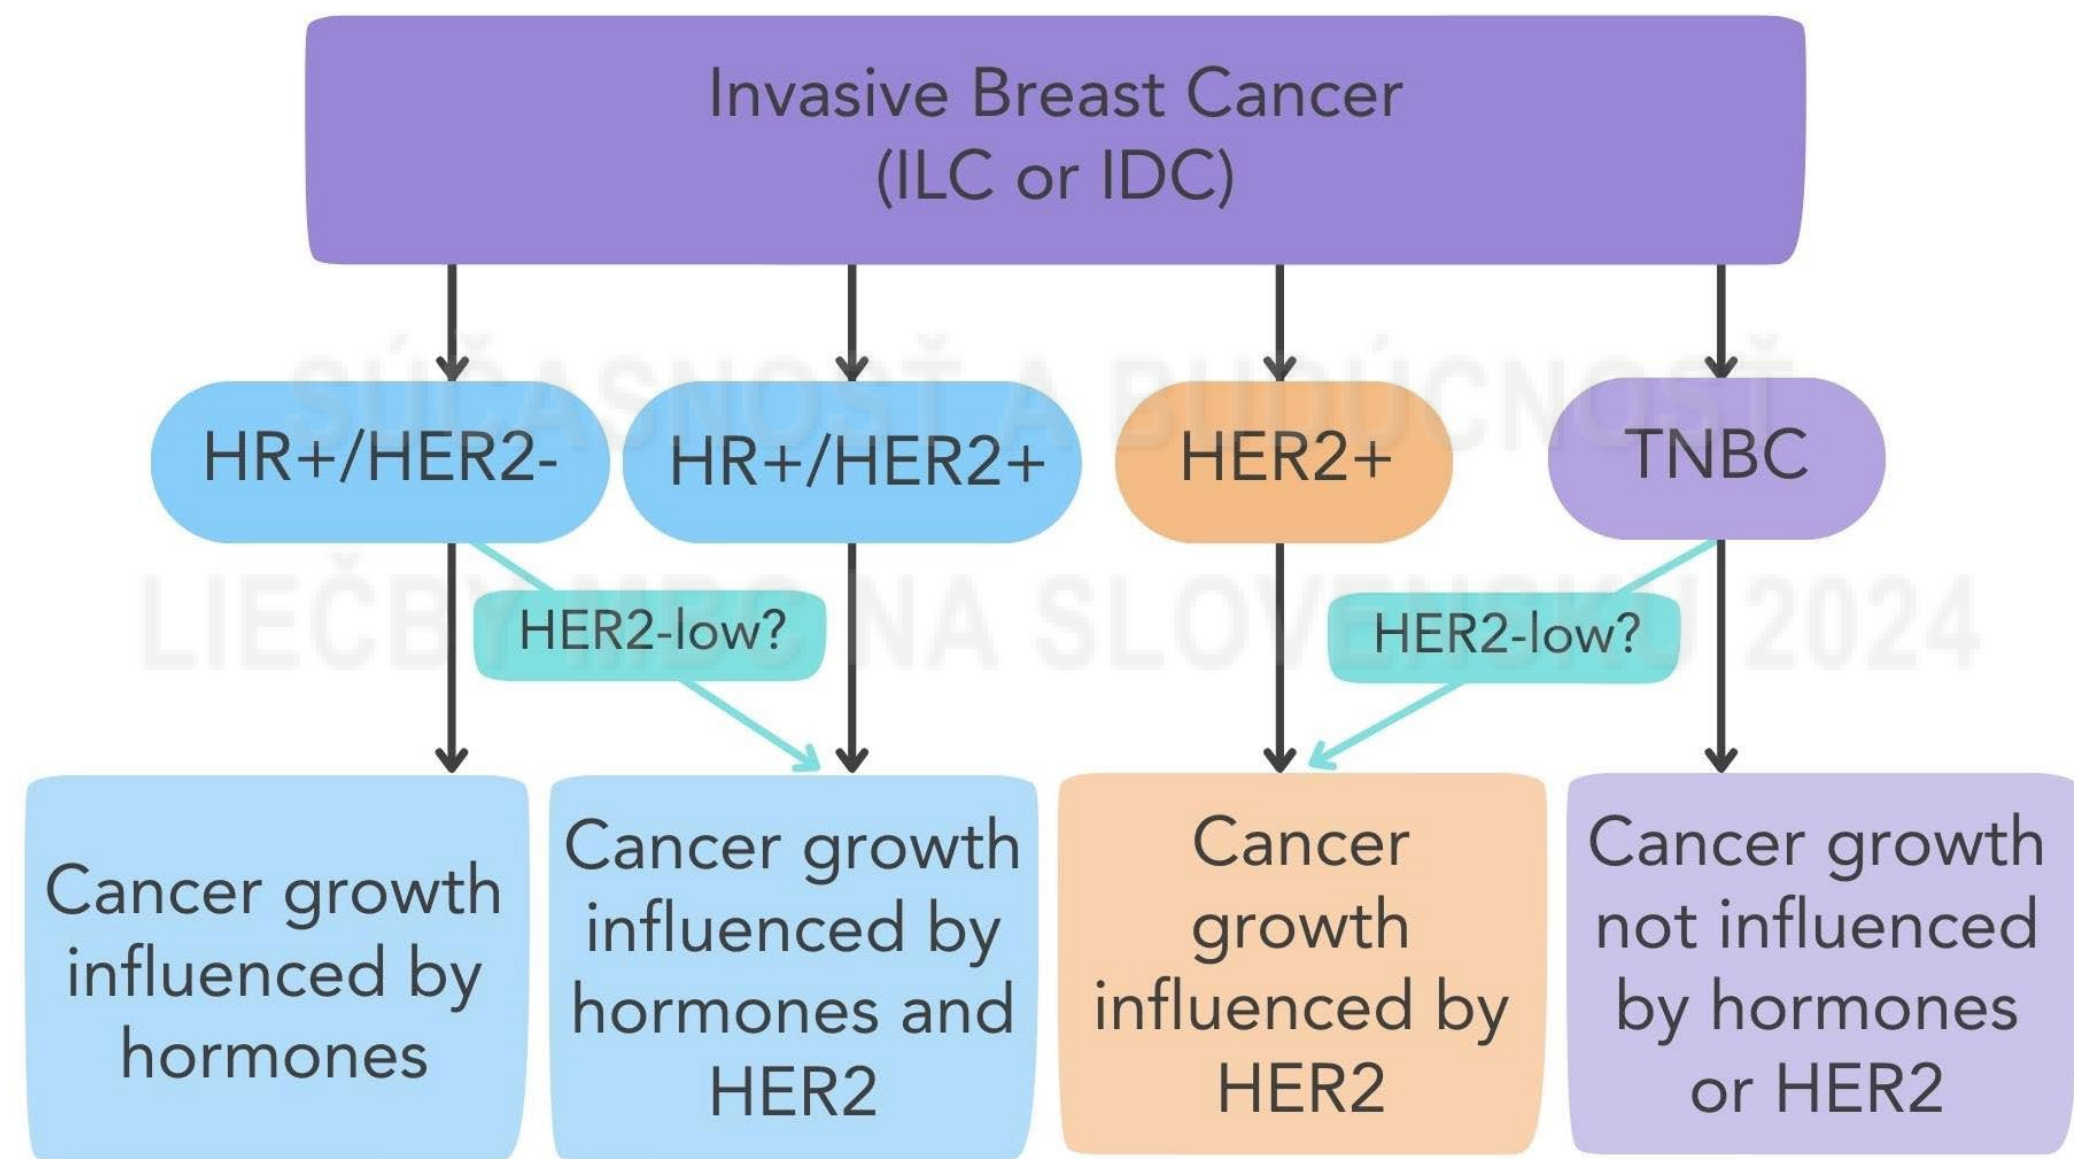 Invasive Breast Cancer
(ILC or IDC)
SÚČASNOSŤ A BUDÚCNOSŤ
HR+/HER2-
HR+/HER2+
HER2+
TNBC
LIEČBY MBC NA SLOVENSKU 2024
HER2-low?
HER2-low?
Cancer growth
influenced by
hormones
Cancer growth
influenced by
hormones and
HER2
Cancer
growth
influenced by
HER2
Cancer growth
not influenced
by hormones
or HER2